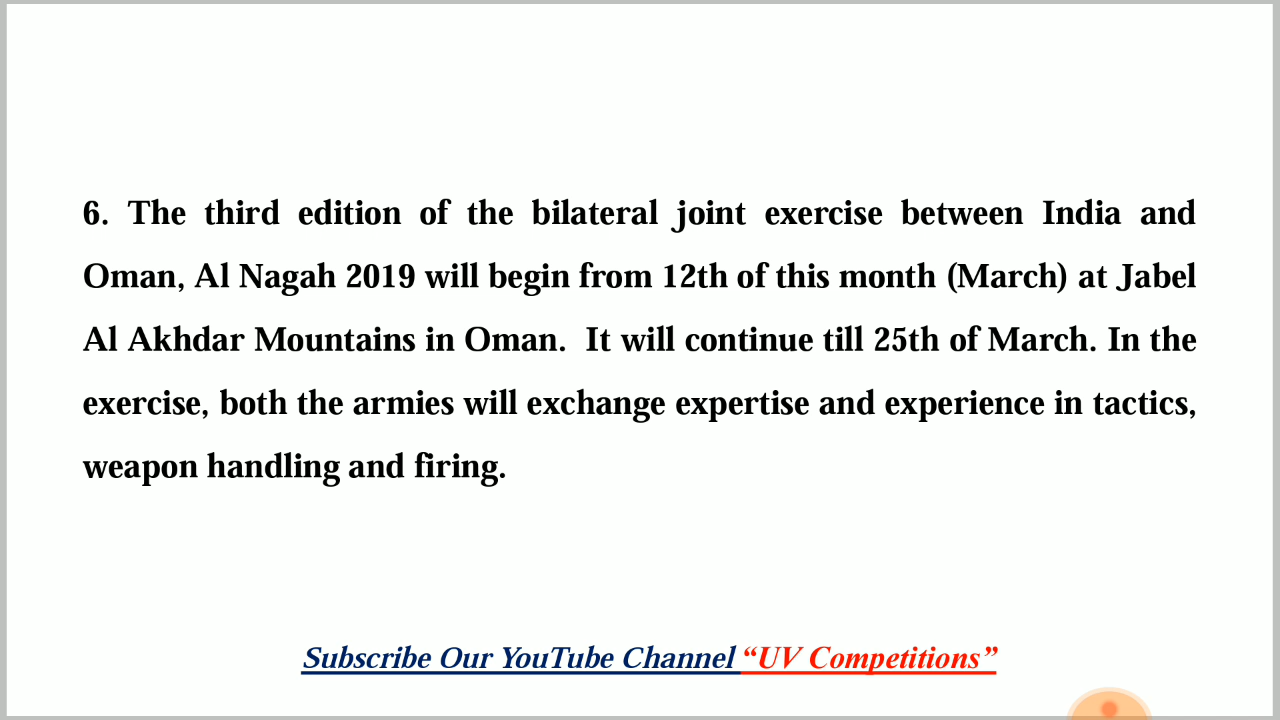 6. The third edition of the bilateral joint exercise between India and
Oman, Al Nagah 2019 will begin from 12th of this month (March) at Jabel
Al Akhdar Mountains in Oman.  It will continue till 25th of March. In the
exercise, both the armies will exchange expertise and experience in tactics,
weapon handling and firing.
Subscribe Our YouTube Channel “UV Competitions”